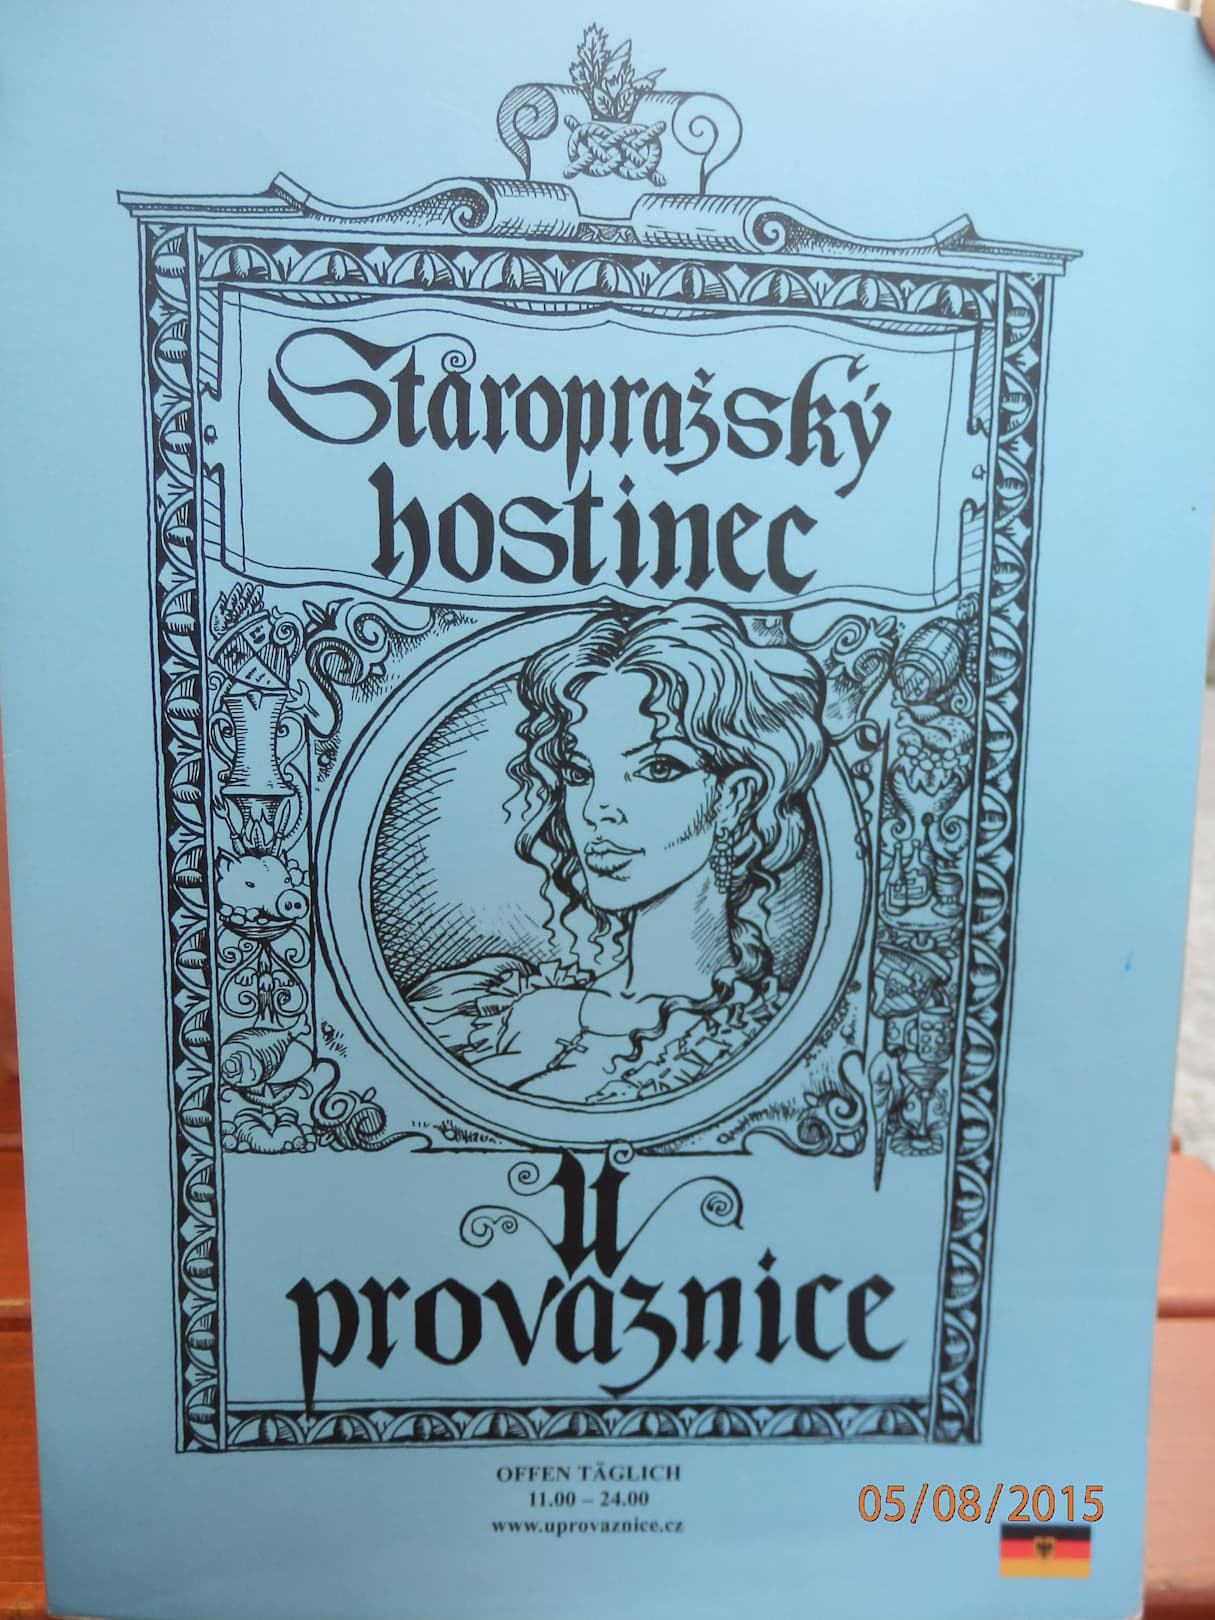 Staropražský
hostinec
U
provaznice
OFFEN TÄGLICH
11.00 – 24.00
www.uprovaznice.cz
05/08/2015